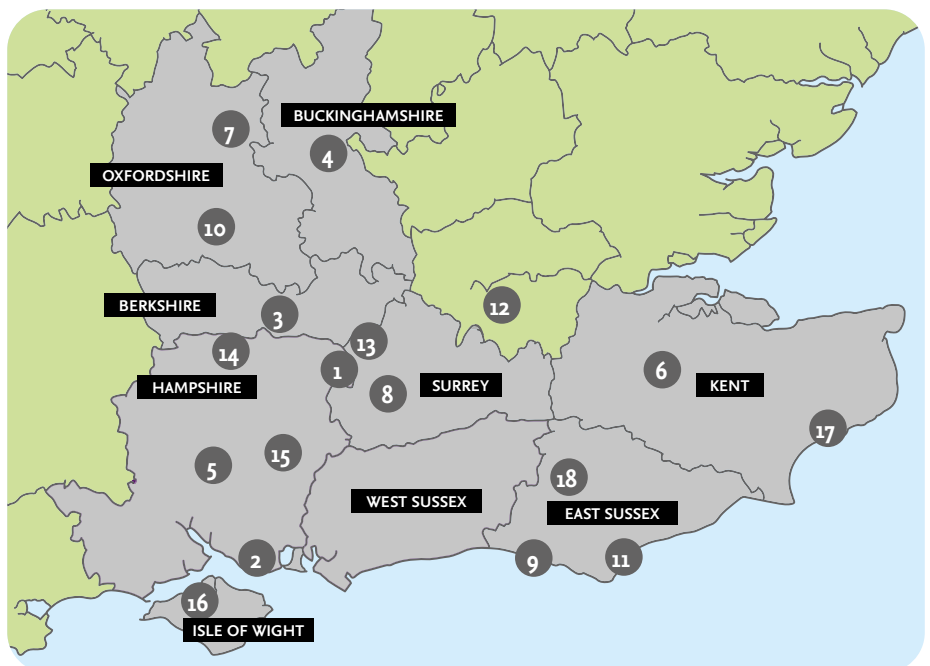 BUCKINGHAMSHIRE
7
4
OXFORDSHIRE
10
BERKSHIRE
12
3
13
14
1
6
HAMPSHIRE
8
SURREY
KENT
17
15
5
18
WEST SUSSEX
EAST SUSSEX
2
9
11
16
ISLE OF WIGHT